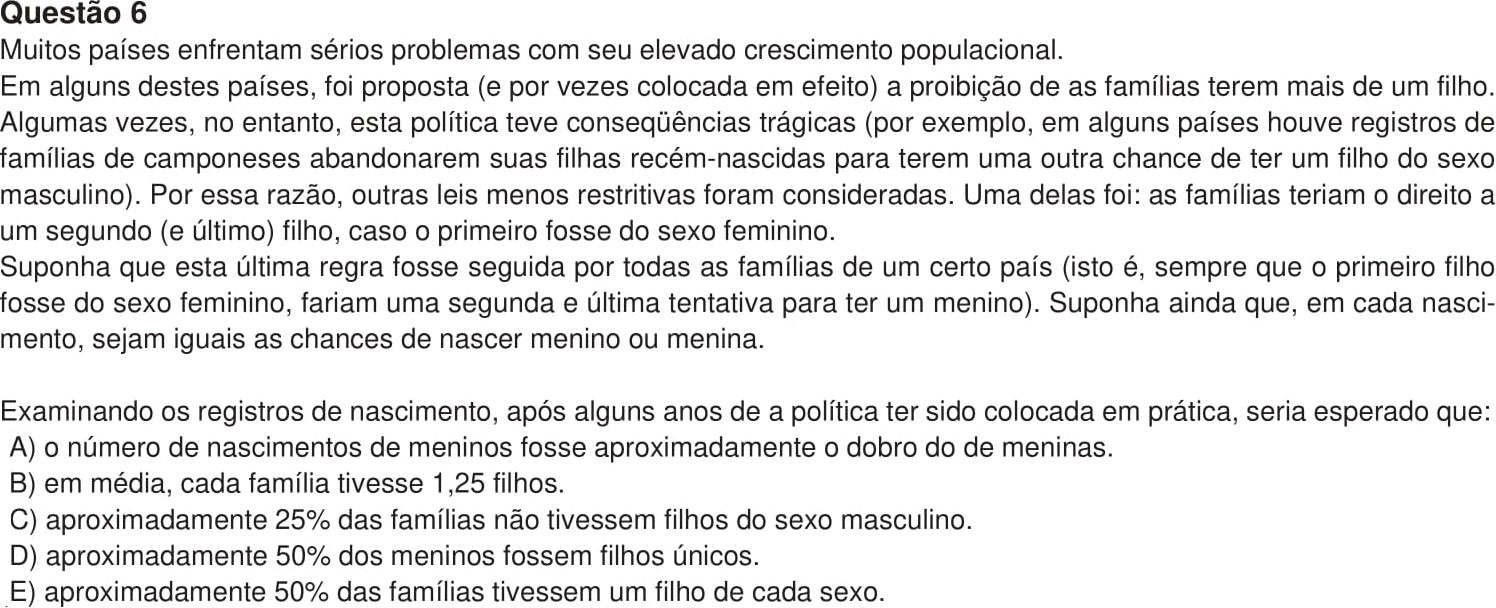 Questão 6
Muitos países enfrentam sérios problemas com seu elevado crescimento populacional.
Em alguns destes países, foi proposta (e por vezes colocada em efeito) a proibição de as famílias terem mais de um filho.
Algumas vezes, no entanto, esta política teve conseqüências trágicas (por exemplo, em alguns países houve registros de
famílias de camponeses abandonarem suas filhas recém-nascidas para terem uma outra chance de ter um filho do sexo
masculino). Por essa razão, outras leis menos restritivas foram consideradas. Uma delas foi: as famílias teriam o direito a
um segundo (e último) filho, caso o primeiro fosse do sexo feminino.
Suponha que esta última regra fosse seguida por todas as famílias de um certo país (isto é, sempre que o primeiro filho
fosse do sexo feminino, fariam uma segunda e última tentativa para ter um menino). Suponha ainda que, em cada nasci-
mento, sejam iguais as chances de nascer menino ou menina.
Examinando os registros de nascimento, após alguns anos de a política ter sido colocada em prática, seria esperado que:
A) o número de nascimentos de meninos fosse aproximadamente o dobro do de meninas.
B) em média, cada família tivesse 1,25 filhos.
C) aproximadamente 25% das famílias não tivessem filhos do sexo masculino.
D) aproximadamente 50% dos meninos fossem filhos únicos.
E) aproximadamente 50% das famílias tivessem um filho de cada sexo.